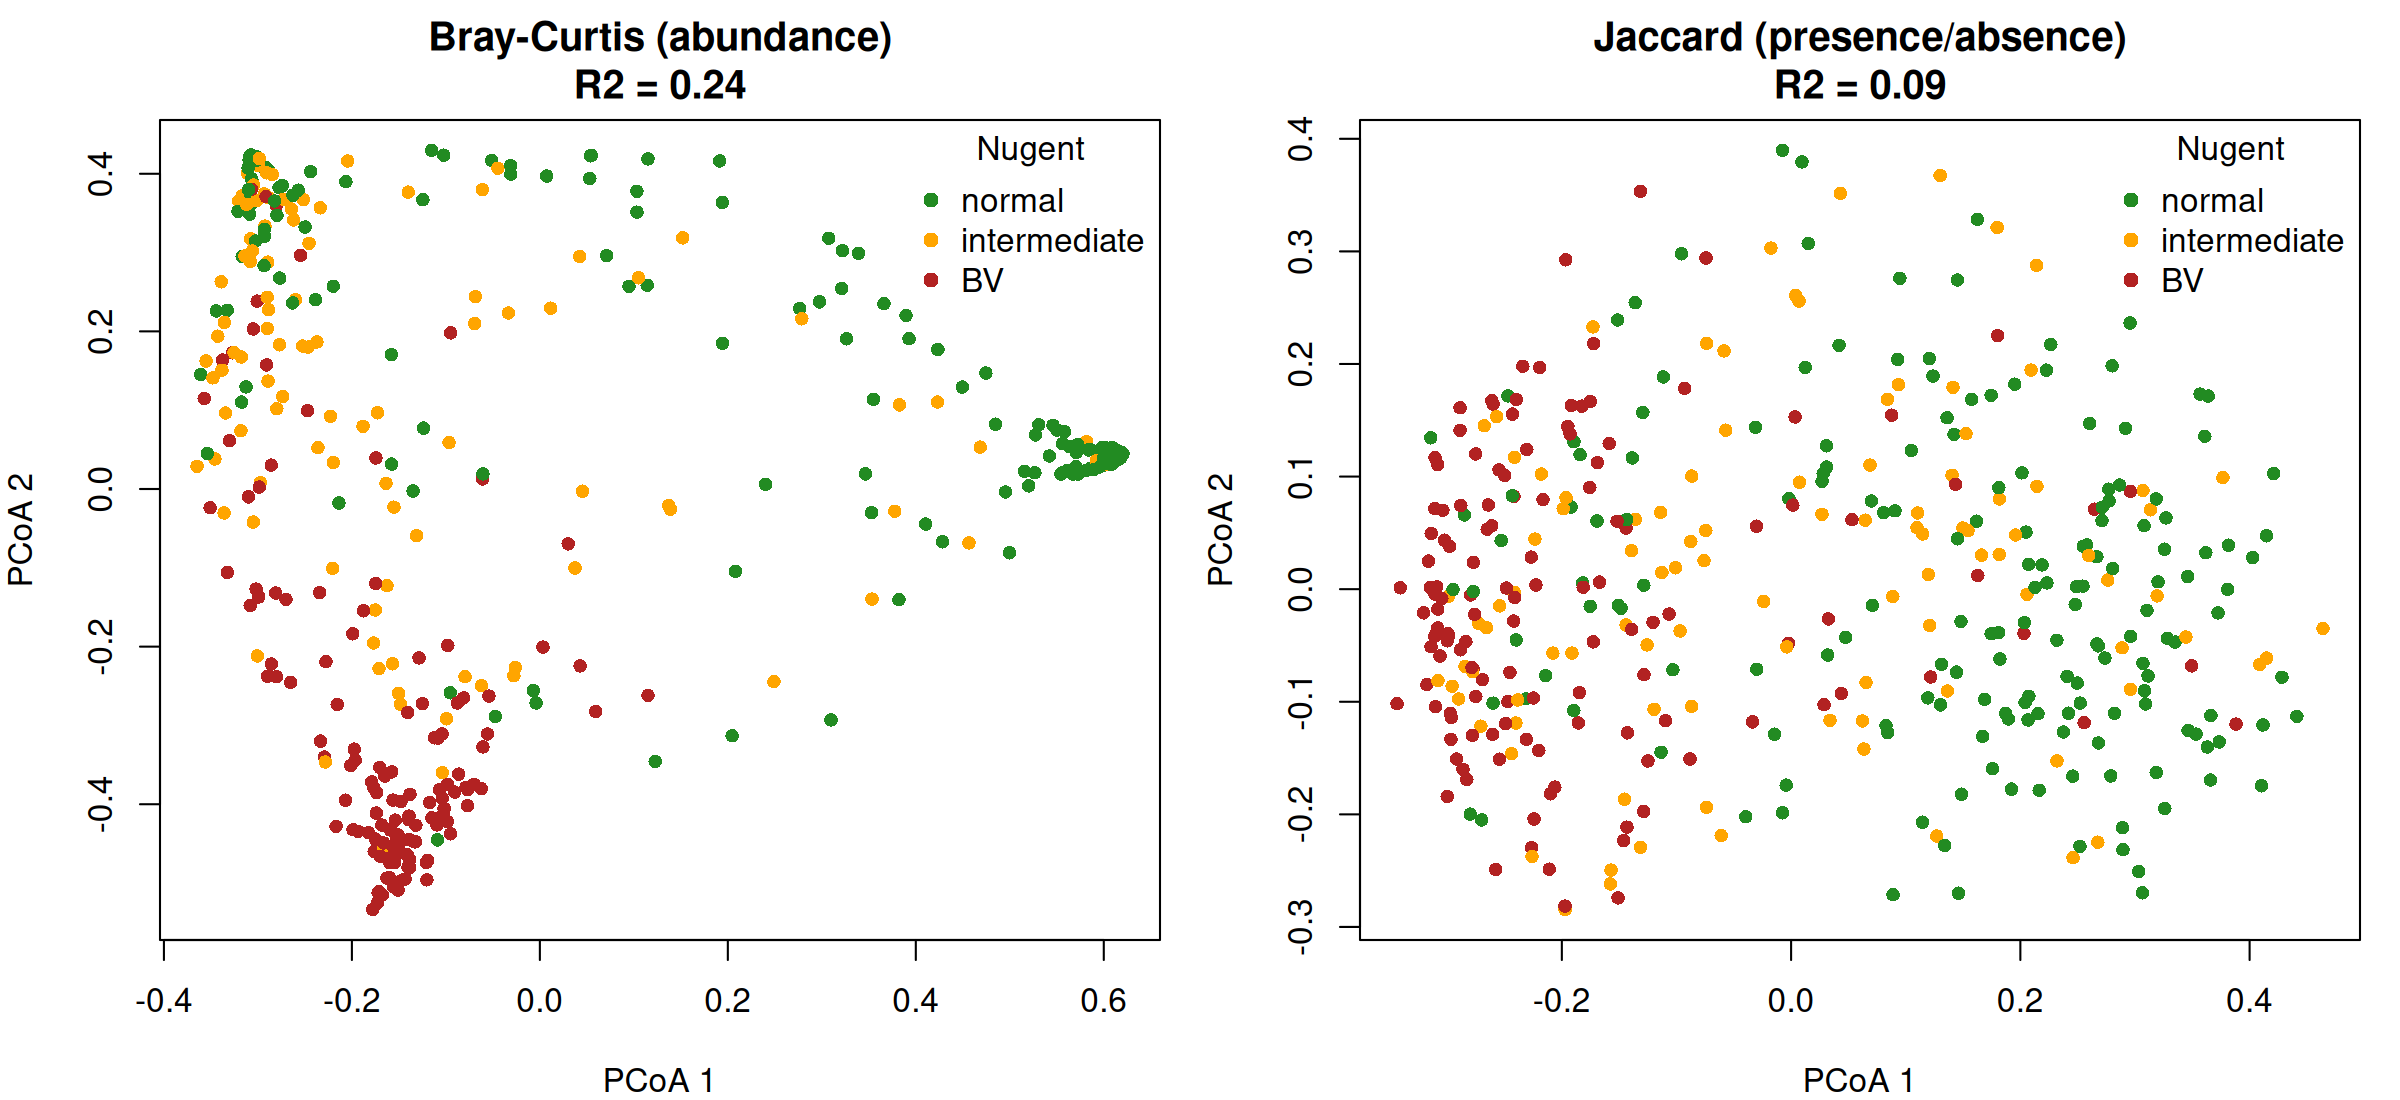 Bray-Curtis (abundance)
R2 = 0.24
Nugent
normal
intermediate
BV
0.4
0.2
0.0
-0.2
-0.4
PCoA 2
-0.4 -0.2 0.0 0.2 0.4 0.6
PCoA 1
Jaccard (presence/absence)
R2 = 0.09
Nugent
normal
intermediate
BV
0.4
0.3
0.2
0.1
0.0
-0.1
-0.2
-0.3
PCoA 2
-0.2 0.0 0.2 0.4
PCoA 1